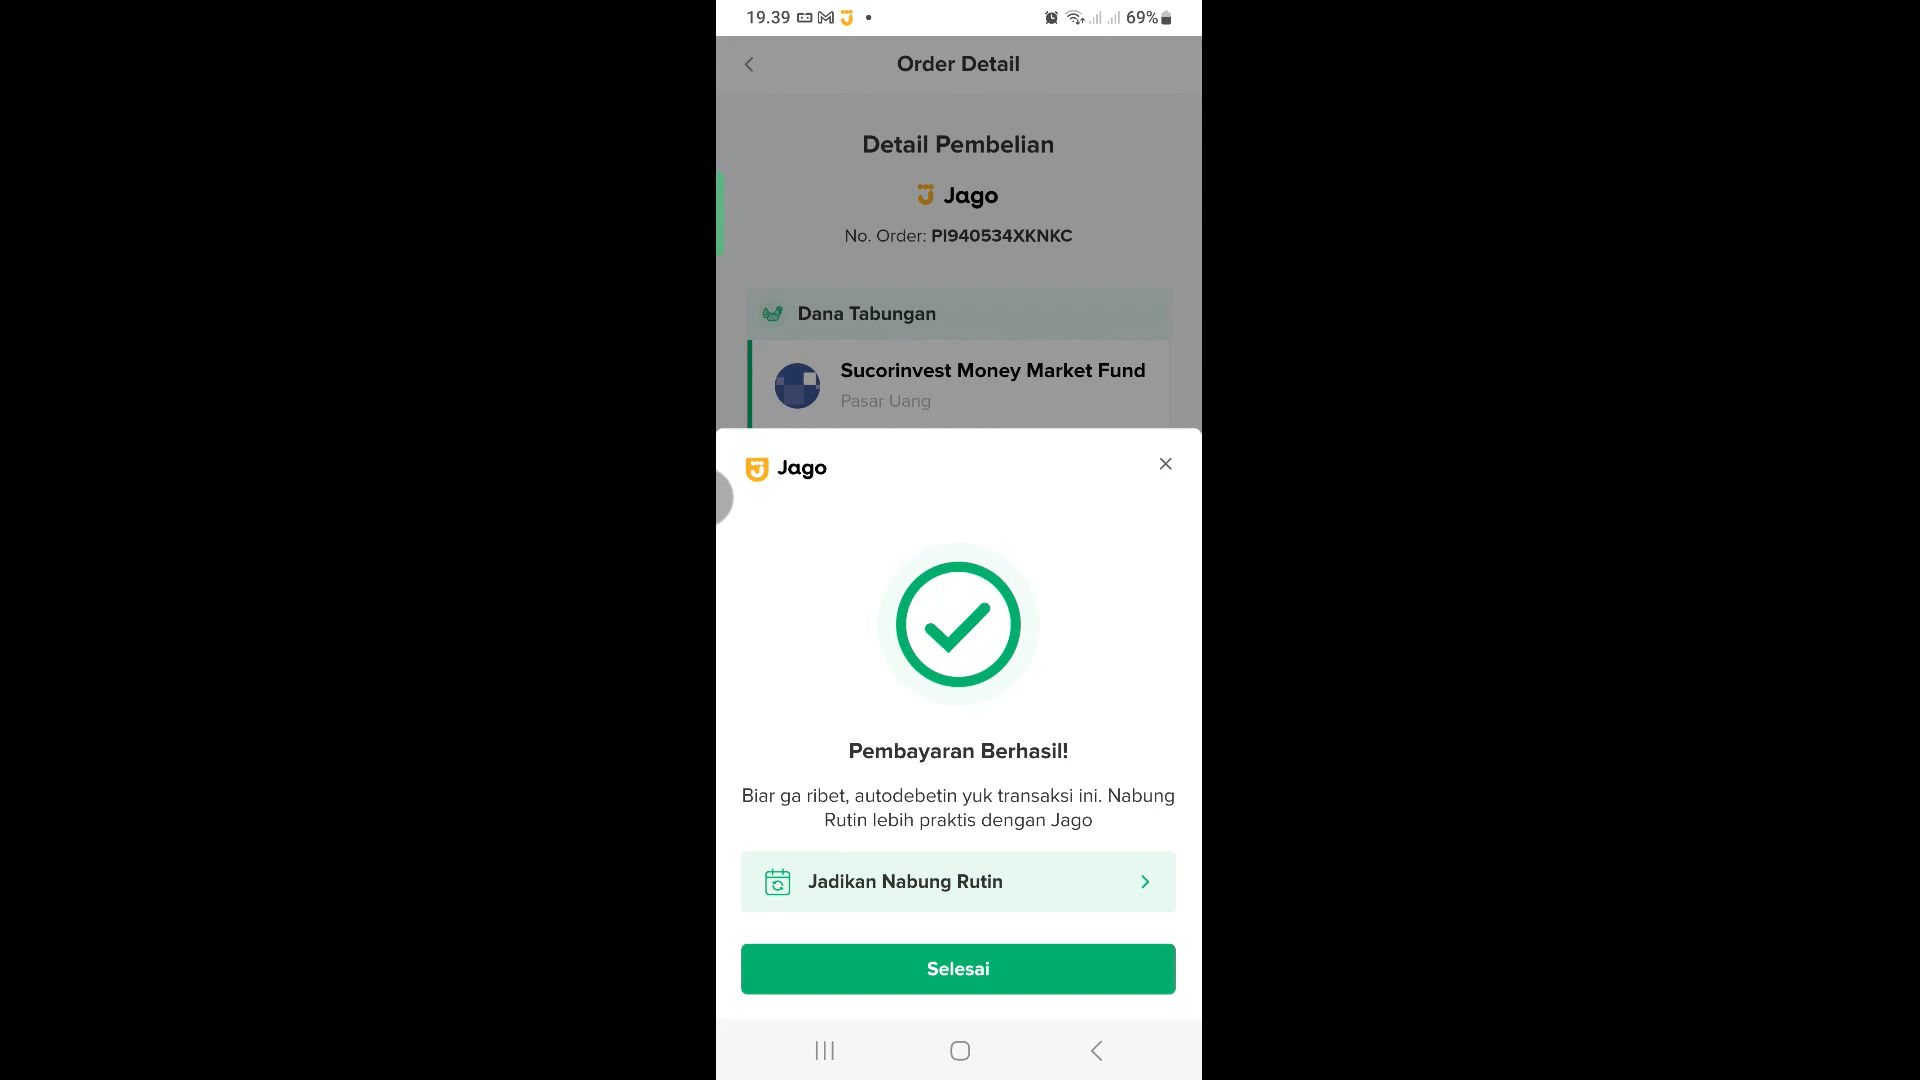 19.39
69%
Order Detail
Detail Pembelian
Jago
No. Order: PI940534XKNKC
Dana Tabungan
Sucorinvest Money Market Fund
Pasar Uang
Jago
Pembayaran Berhasil!
Biar ga ribet, autodebetin yuk transaksi ini. Nabung
Rutin lebih praktis dengan Jago
Jadikan Nabung Rutin
Selesai